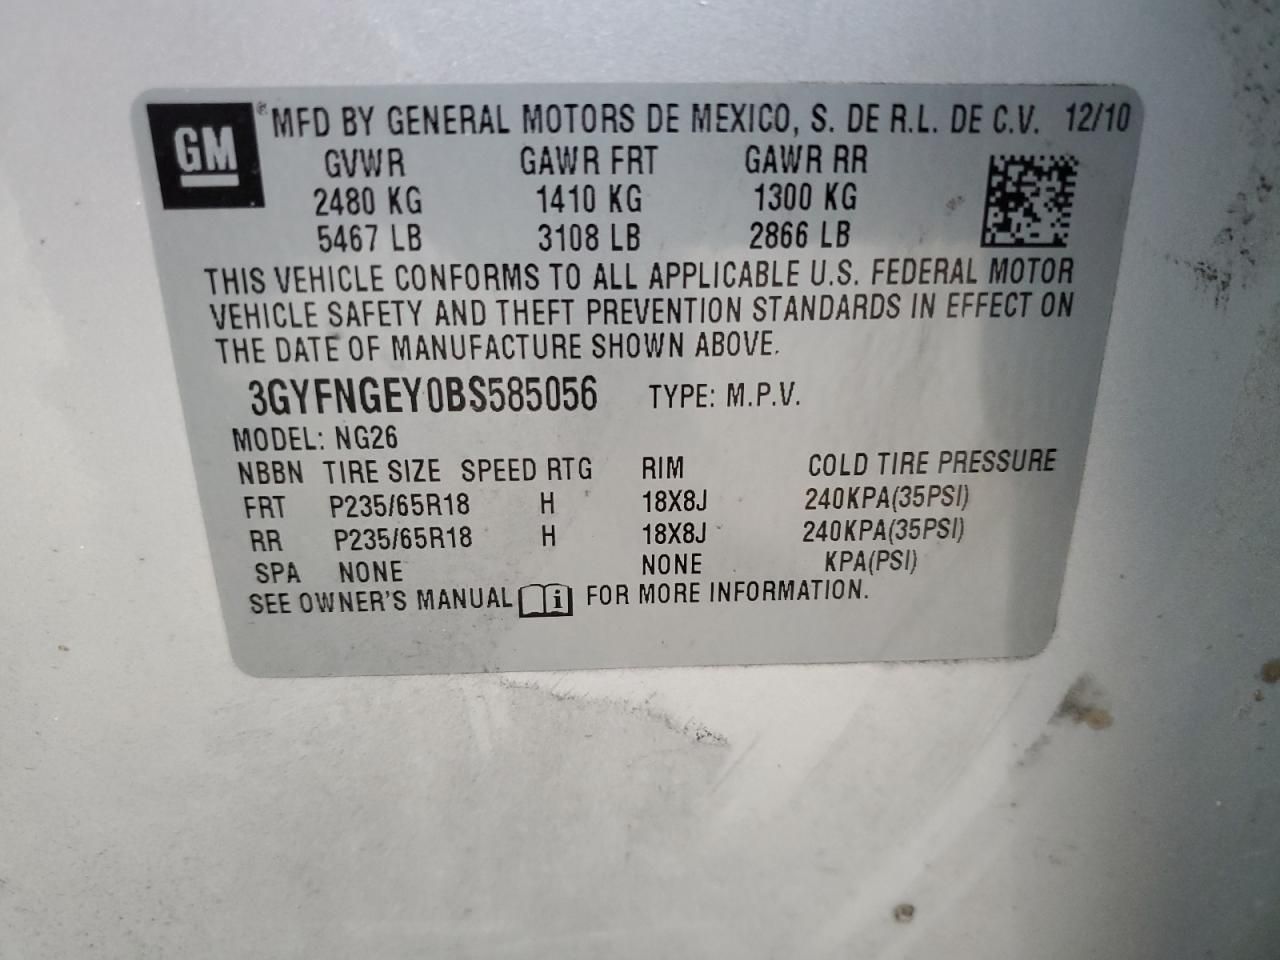 GM ® MFD BY GENERAL MOTORS DE MEXICO, S. DE R.L. DE C.V. 12/10
GVWR GAWR FRT GAWR RR
2480 KG 1410 KG 1300 KG
5467 LB 3108 LB 2866 LB
THIS VEHICLE CONFORMS TO ALL APPLICABLE U.S. FEDERAL MOTOR
VEHICLE SAFETY AND THEFT PREVENTION STANDARDS IN EFFECT ON
THE DATE OF MANUFACTURE SHOWN ABOVE.
3GYFNGEY0BS585056 TYPE: M.P.V.
MODEL: NG26
NBBN TIRE SIZE SPEED RTG RIM COLD TIRE PRESSURE
FRT P235/65R18 H 18X8J 240KPA(35PSI)
RR P235/65R18 H 18X8J 240KPA(35PSI)
SPA NONE NONE KPA(PSI)
SEE OWNER'S MANUAL i FOR MORE INFORMATION.